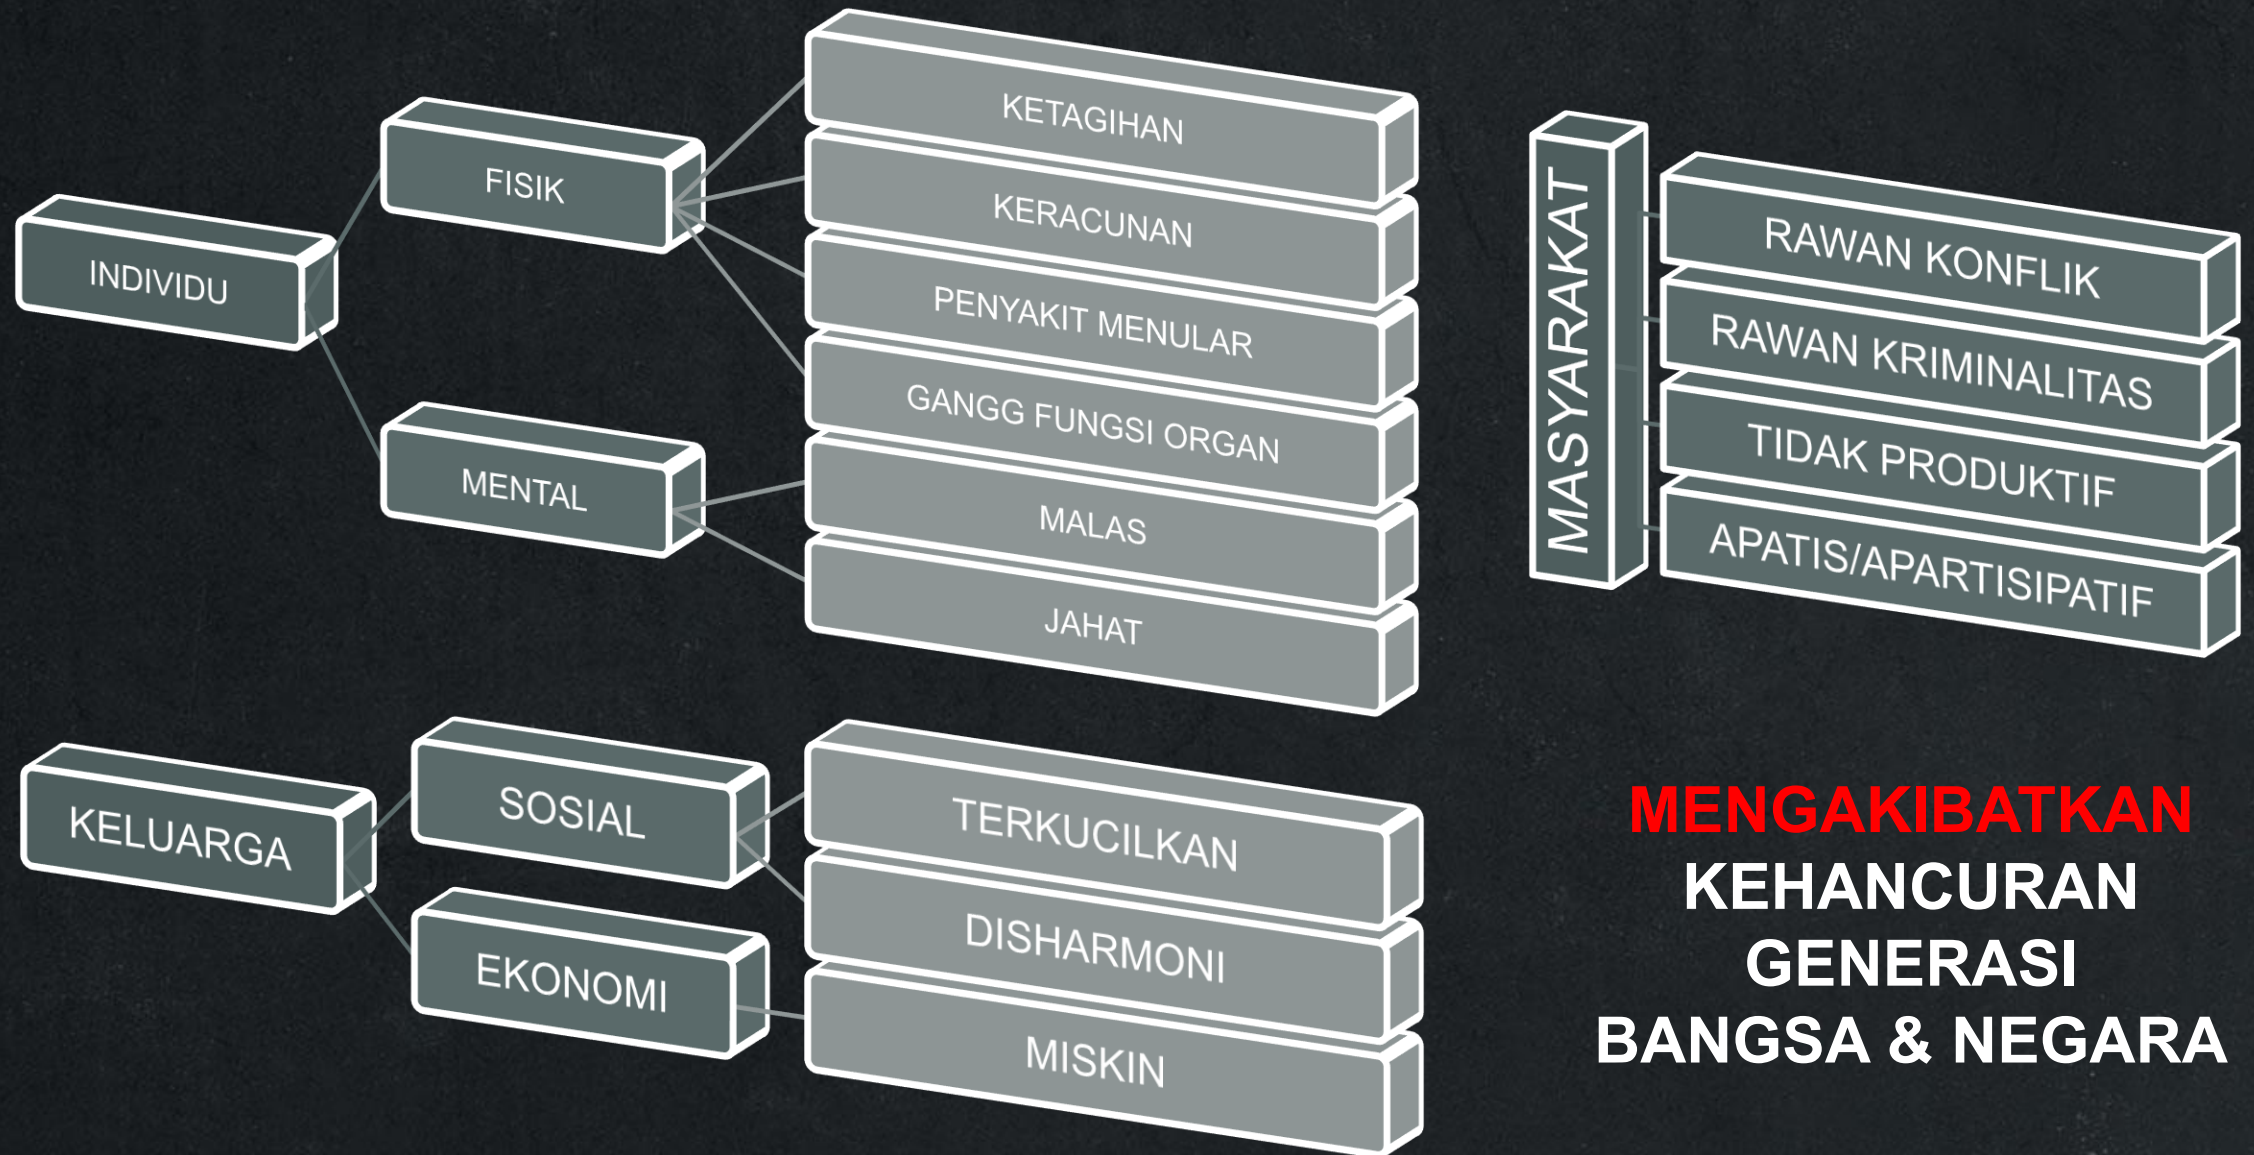 INDIVIDU
FISIK
KETAGIHAN
KERACUNAN
PENYAKIT MENULAR
GANGG FUNGSI ORGAN
MENTAL
MALAS
JAHAT
KELUARGA
SOSIAL
TERKUCILKAN
DISHARMONI
EKONOMI
MISKIN
MASYARAKAT
RAWAN KONFLIK
RAWAN KRIMINALITAS
TIDAK PRODUKTIF
APATIS/APARTISIPATIF
MENGAKIBATKAN
KEHANCURAN
GENERASI
BANGSA & NEGARA